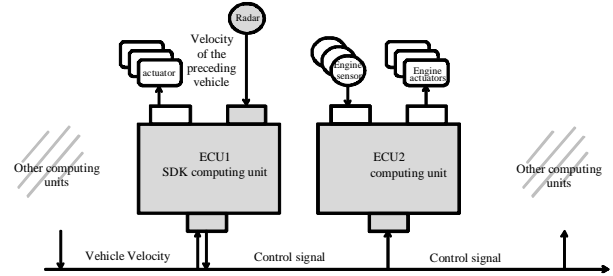 Radar
Velocity
of the
preceding
vehicle
actuator
Engine
sensor
Engine
actuators
ECU1
SDK computing unit
ECU2
computing unit
Other computing
units
Other computing
units
Vehicle Velocity
Control signal
Control signal